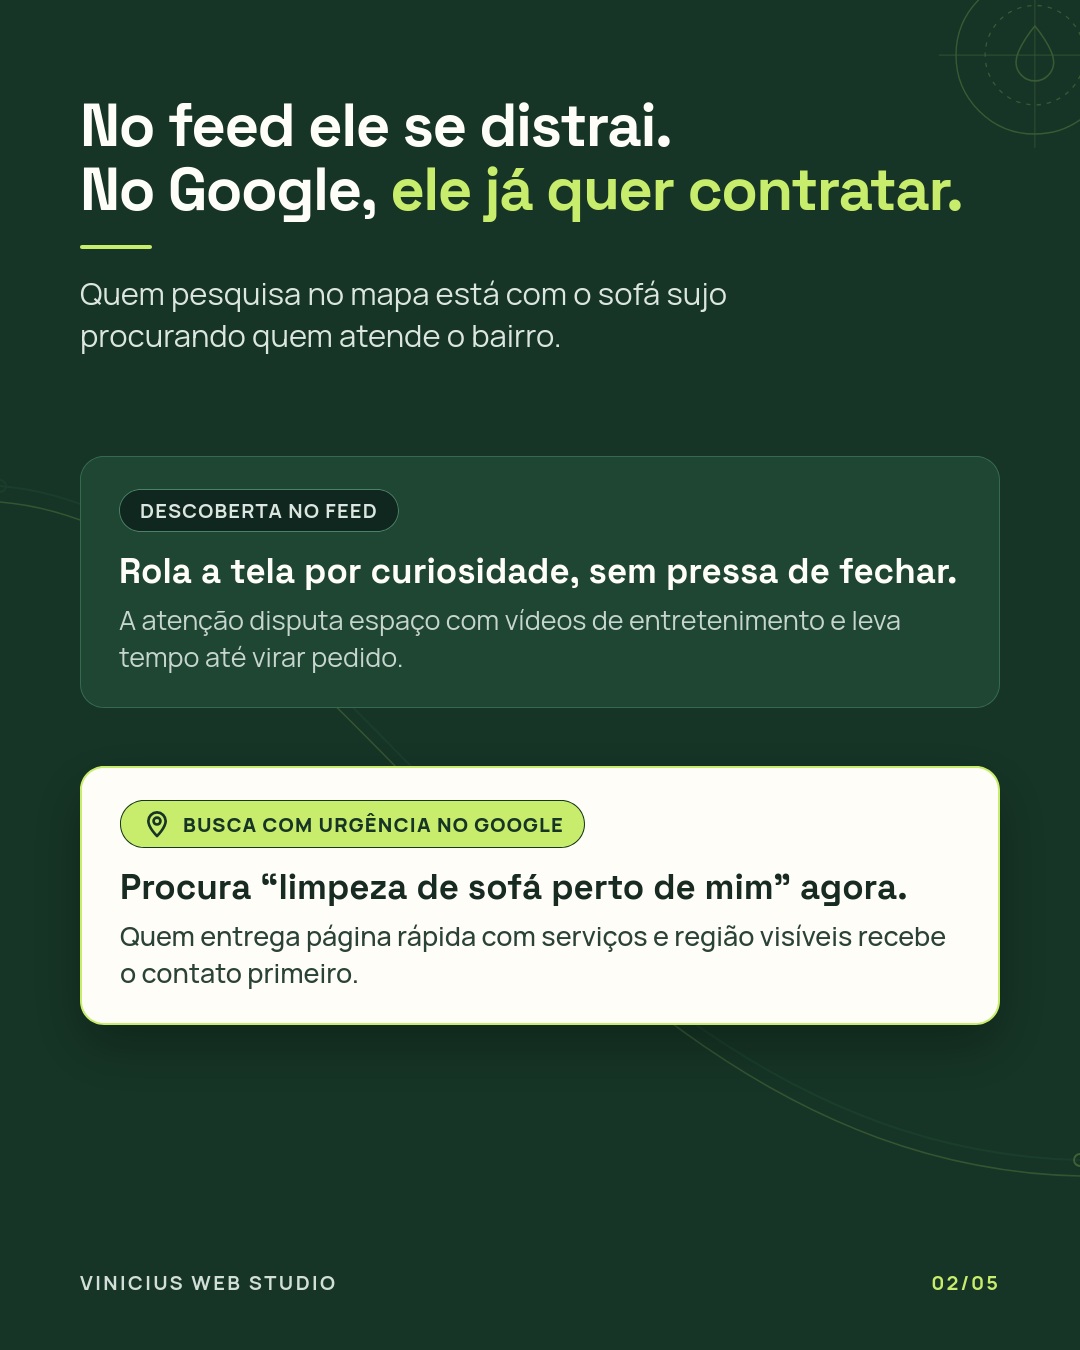 No feed ele se distrai.
No Google, ele já quer contratar.
Quem pesquisa no mapa está com o sofá sujo
procurando quem atende o bairro.
DESCOBERTA NO FEED
Rola a tela por curiosidade, sem pressa de fechar.
A atenção disputa espaço com vídeos de entretenimento e leva
tempo até virar pedido.
BUSCA COM URGÊNCIA NO GOOGLE
Procura “limpeza de sofá perto de mim” agora.
Quem entrega página rápida com serviços e região visíveis recebe
o contato primeiro.
VINICIUS WEB STUDIO
02/05